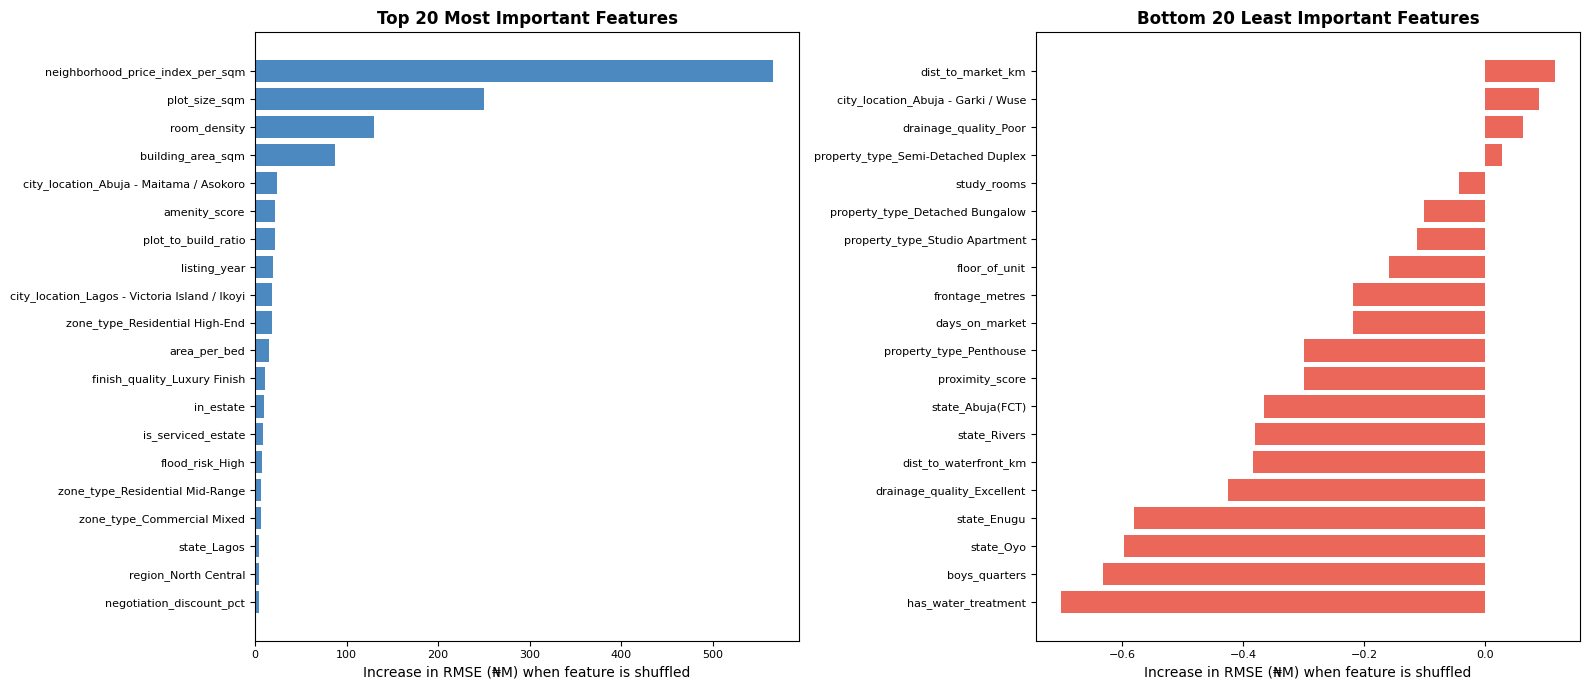 Top 20 Most Important Features
neighborhood_price_index_per_sqm
plot_size_sqm
room_density
building_area_sqm
city_location_Abuja - Maitama / Asokoro
amenity_score
plot_to_build_ratio
listing_year
city_location_Lagos - Victoria Island / Ikoyi
zone_type_Residential High-End
area_per_bed
finish_quality_Luxury Finish
in_estate
is_serviced_estate
flood_risk_High
zone_type_Residential Mid-Range
zone_type_Commercial Mixed
state_Lagos
region_North Central
negotiation_discount_pct
0 100 200 300 400 500
Increase in RMSE (₦M) when feature is shuffled
Bottom 20 Least Important Features
dist_to_market_km
city_location_Abuja - Garki / Wuse
drainage_quality_Poor
property_type_Semi-Detached Duplex
study_rooms
property_type_Detached Bungalow
property_type_Studio Apartment
floor_of_unit
frontage_metres
days_on_market
property_type_Penthouse
proximity_score
state_Abuja(FCT)
state_Rivers
dist_to_waterfront_km
drainage_quality_Excellent
state_Enugu
state_Oyo
boys_quarters
has_water_treatment
−0.6 −0.4 −0.2 0.0
Increase in RMSE (₦M) when feature is shuffled